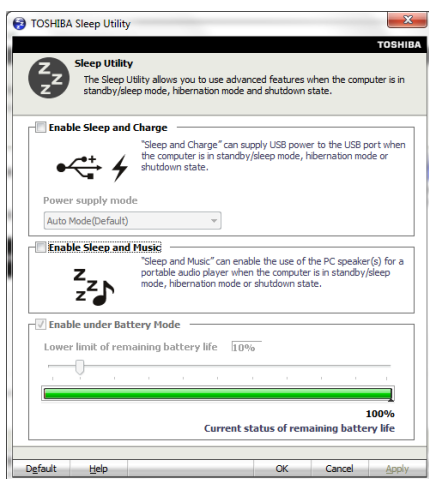 TOSHIBA Sleep Utility
TOSHIBA
Sleep Utility
The Sleep Utility allows you to use advanced features when the computer is in
standby/sleep mode, hibernation mode and shutdown
state.
Enable Sleep and Charge
"Sleep and Charge" can supply USB power to the USB port when
the computer is in standby/sleep mode, hibernation mode or
shutdown state.
Power supply mode
Auto Mode(Default)
Enable Sleep and Music
"Sleep and Music" can enable the use of the PC speaker(s) for a
portable audio player when the computer is in standby/sleep
mode, hibernation mode or shutdown state.
Enable under Battery Mode
Lower limit of remaining battery life 10%
100%
Current status of remaining battery life
Default Help OK Cancel Apply